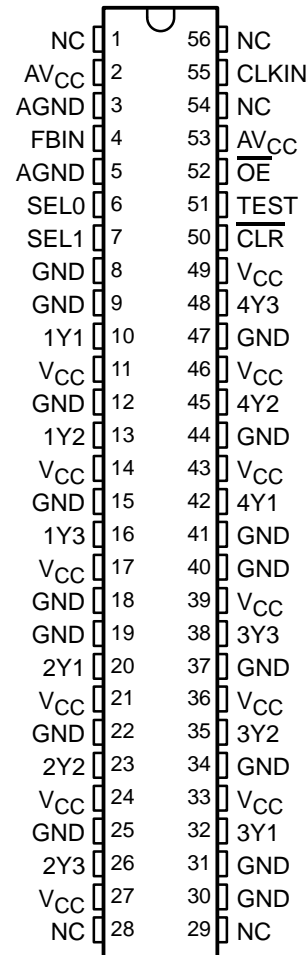 NC 1 56 NC
AVCC 2 55 CLKIN
AGND 3 54 NC
FBIN 4 53 AVCC
AGND 5 52 O̅E̅
SEL0 6 51 TEST
SEL1 7 50 C̅L̅R̅
GND 8 49 VCC
GND 9 48 4Y3
1Y1 10 47 GND
VCC 11 46 VCC
GND 12 45 4Y2
1Y2 13 44 GND
VCC 14 43 VCC
GND 15 42 4Y1
1Y3 16 41 GND
VCC 17 40 GND
GND 18 39 VCC
GND 19 38 3Y3
2Y1 20 37 GND
VCC 21 36 VCC
GND 22 35 3Y2
2Y2 23 34 GND
VCC 24 33 VCC
GND 25 32 3Y1
2Y3 26 31 GND
VCC 27 30 GND
NC 28 29 NC